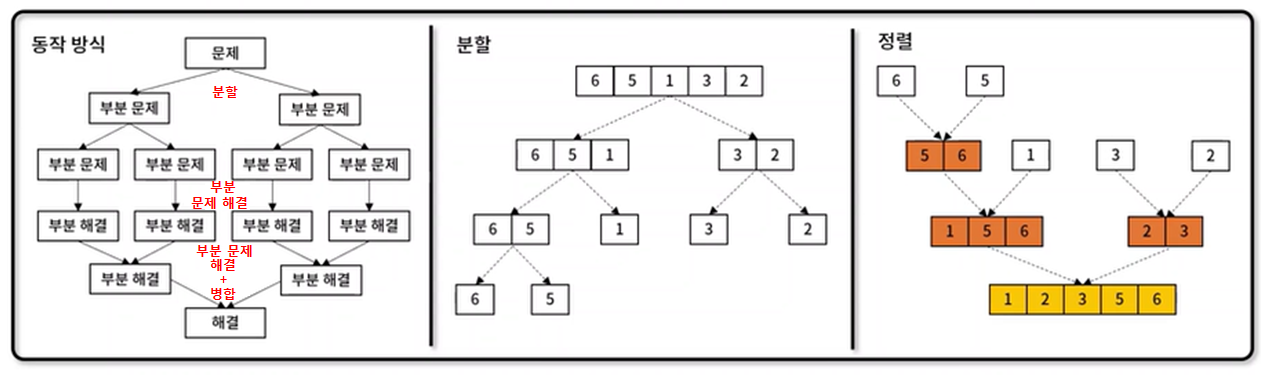 동작 방식
문제
분할
부분 문제 부분 문제
부분 문제 부분 문제 부분 문제 부분 문제
부분
문제 해결
부분 해결 부분 해결 부분 해결 부분 해결
부분 문제
해결
+
병합
부분 해결 부분 해결
해결
분할
6 5 1 3 2
6 5 1 3 2
6 5 1 3 2
6 5
정렬
6 5
5 6 1 3 2
1 5 6 2 3
1 2 3 5 6